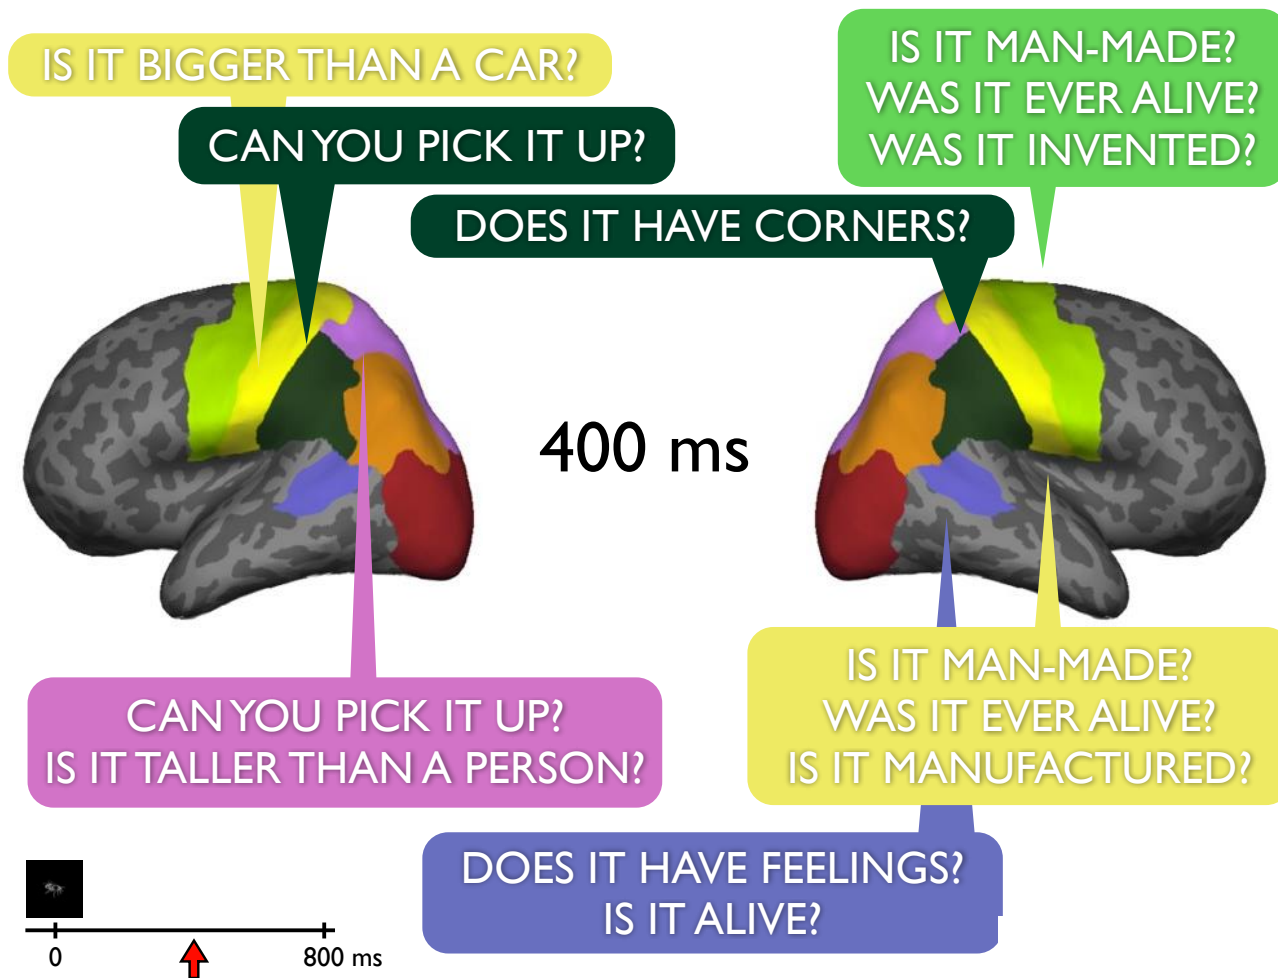 IS IT BIGGER THAN A CAR?
CAN YOU PICK IT UP?
DOES IT HAVE CORNERS?
IS IT MAN-MADE?
WAS IT EVER ALIVE?
WAS IT INVENTED?
400 ms
CAN YOU PICK IT UP?
IS IT TALLER THAN A PERSON?
IS IT MAN-MADE?
WAS IT EVER ALIVE?
IS IT MANUFACTURED?
DOES IT HAVE FEELINGS?
IS IT ALIVE?
0
800 ms